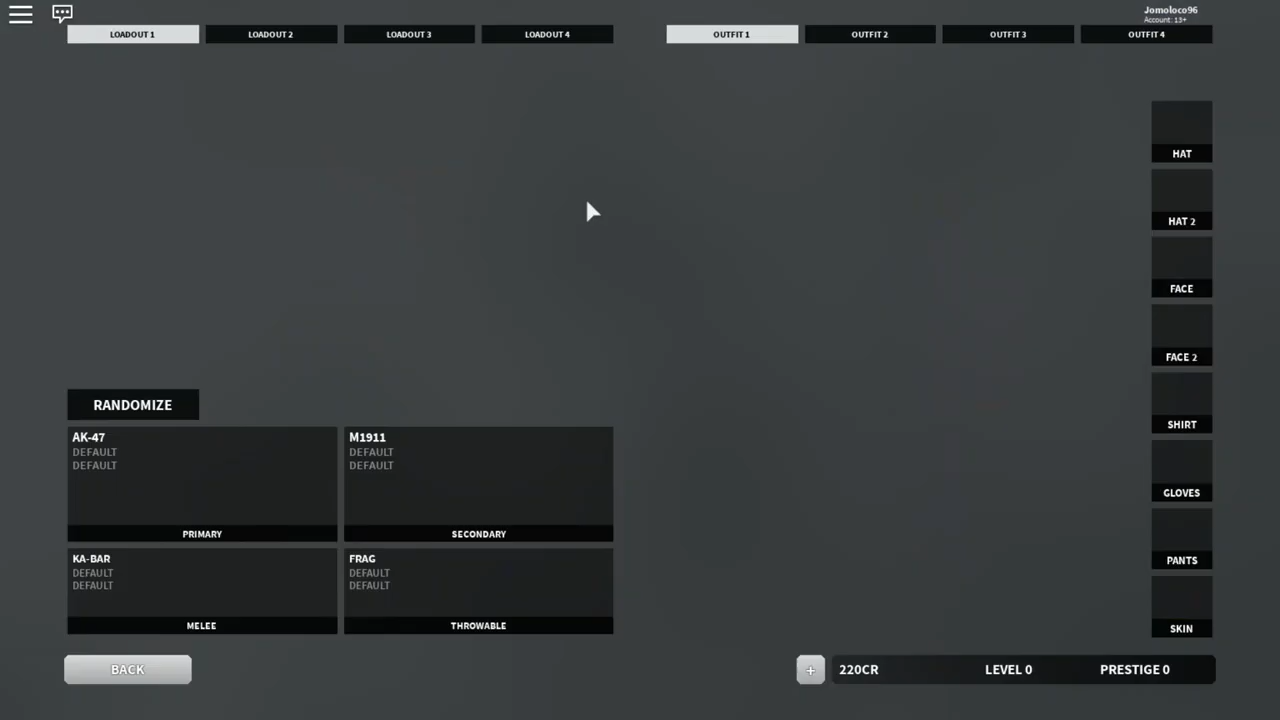 Jomoloco96
Account: 13+
LOADOUT 1
LOADOUT 2
LOADOUT 3
LOADOUT 4
OUTFIT 1
OUTFIT 2
OUTFIT 3
OUTFIT 4
HAT
HAT 2
FACE
FACE 2
SHIRT
GLOVES
PANTS
SKIN
RANDOMIZE
AK-47
DEFAULT
DEFAULT
PRIMARY
M1911
DEFAULT
DEFAULT
SECONDARY
KA-BAR
DEFAULT
DEFAULT
MELEE
FRAG
DEFAULT
DEFAULT
THROWABLE
BACK
+
220CR
LEVEL 0
PRESTIGE 0